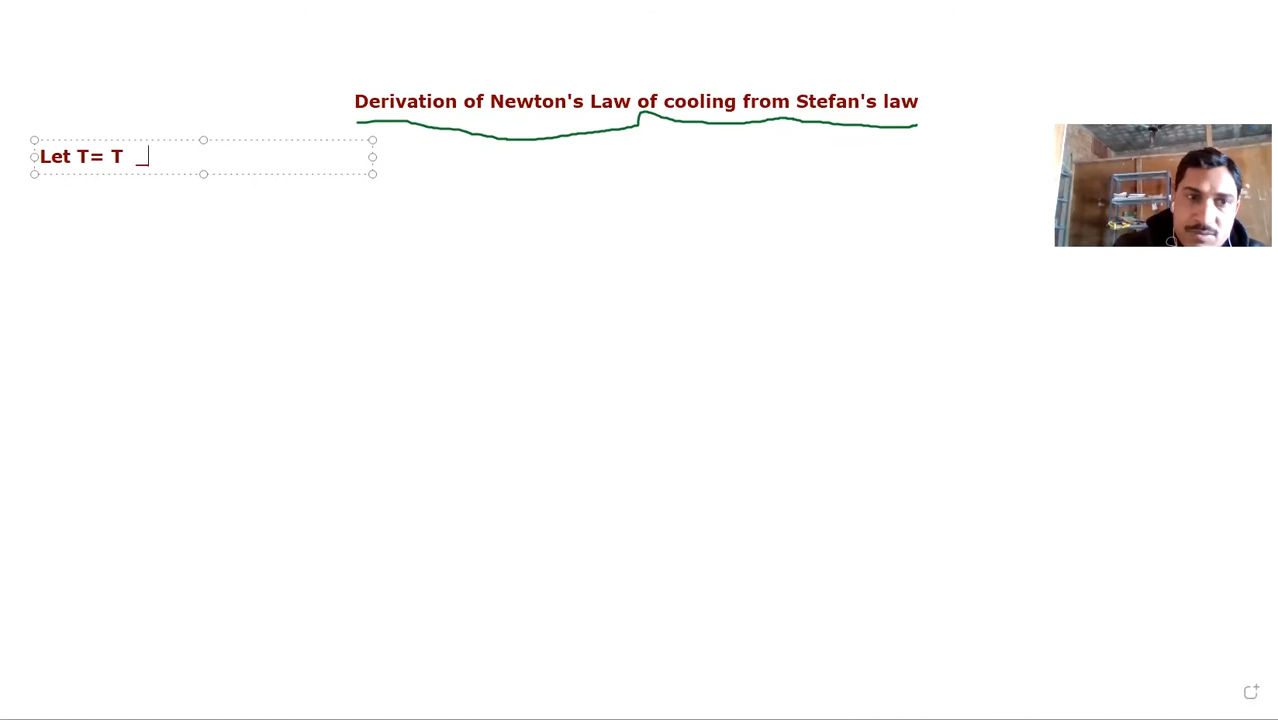 Derivation of Newton's Law of cooling from Stefan's law
Let T= T _